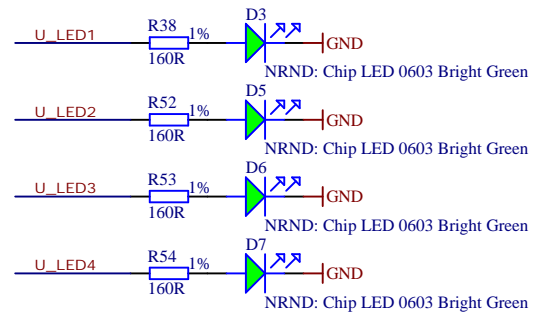 R38 D3
U_LED1 1% GND
160R
NRND: Chip LED 0603 Bright Green
R52 D5
U_LED2 1% GND
160R
NRND: Chip LED 0603 Bright Green
R53 D6
U_LED3 1% GND
160R
NRND: Chip LED 0603 Bright Green
R54 D7
U_LED4 1% GND
160R
NRND: Chip LED 0603 Bright Green